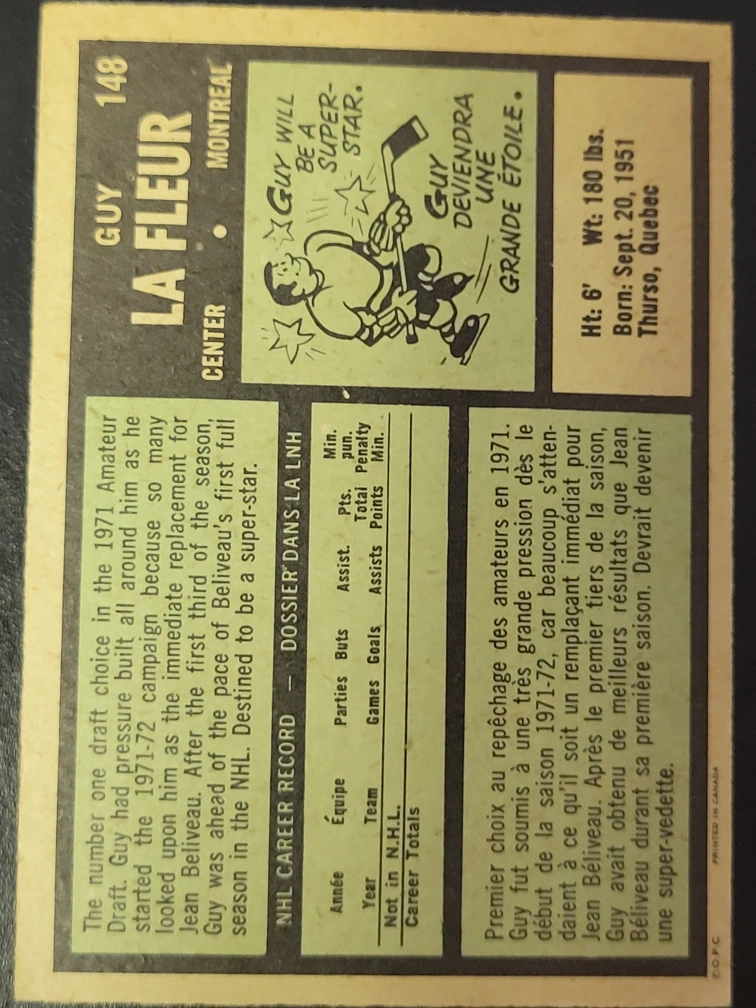 GUY 148
LA FLEUR
CENTER • MONTREAL
The number one draft choice in the 1971 Amateur
Draft. Guy had pressure built all around him as he
started the 1971-72 campaign because so many
looked upon him as the immediate replacement for
Jean Beliveau. After the first third of the season,
Guy was ahead of the pace of Beliveau's first full
season in the NHL. Destined to be a super-star.
GUY WILL
BE A
SUPER-
STAR.
GUY
DEVIENDRA
UNE
GRANDE ÉTOILE.
NHL CAREER RECORD — DOSSIER DANS LA LNH
Min.
Pts. pun.
Année Équipe Parties Buts Assist. Total Penalty
Year Team Games Goals Assists Points Min.
Not in N.H.L.
Career Totals
Premier choix au repêchage des amateurs en 1971.
Guy fut soumis à une très grande pression dès le
début de la saison 1971-72, car beaucoup s'atten-
daient à ce qu'il soit un remplaçant immédiat pour
Jean Béliveau. Après le premier tiers de la saison,
Guy avait obtenu de meilleurs résultats que Jean
Béliveau durant sa première saison. Devrait devenir
une super-vedette.
Ht: 6' Wt: 180 lbs.
Born: Sept. 20, 1951
Thurso, Quebec
© O P C PRINTED IN CANADA